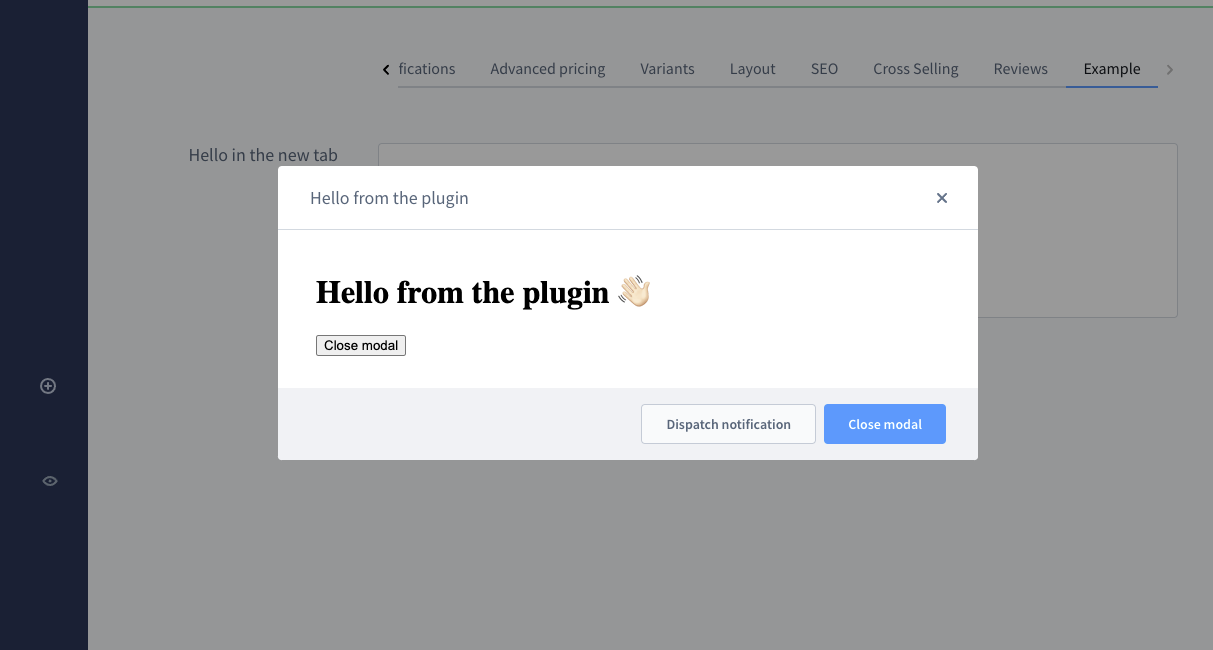 fications Advanced pricing Variants Layout SEO Cross Selling Reviews Example
Hello in the new tab
Hello from the plugin
Hello from the plugin 👋🏻
Close modal
Dispatch notification Close modal